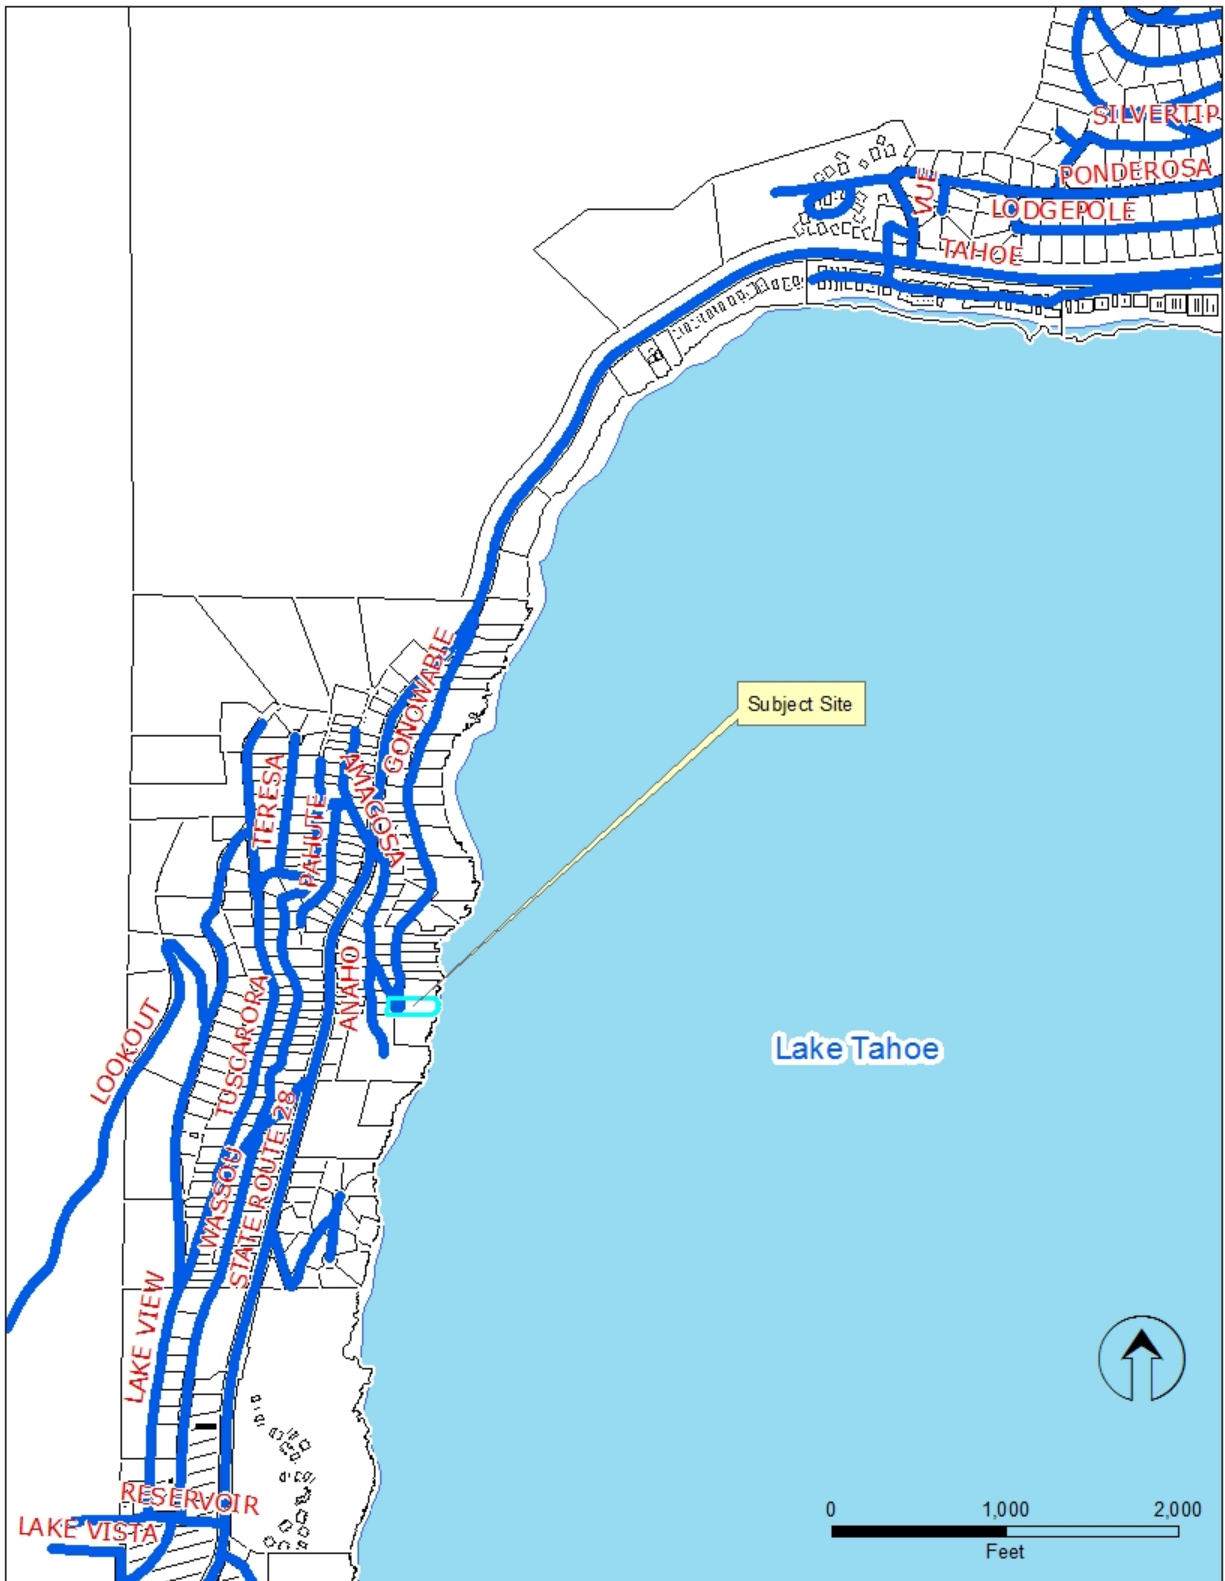 SILVERTIP
PONDEROSA
VUE
LODGEPOLE
TAHOE
GONOWABIE
Subject Site
TERESA
AMAGOSA
PAHUTE
ANAHO
LOOKOUT
TUSCARORA
Lake Tahoe
STATE ROUTE 28
WASSOU
LAKE VIEW
RESERVOIR
LAKE VISTA
0 1,000 2,000
Feet